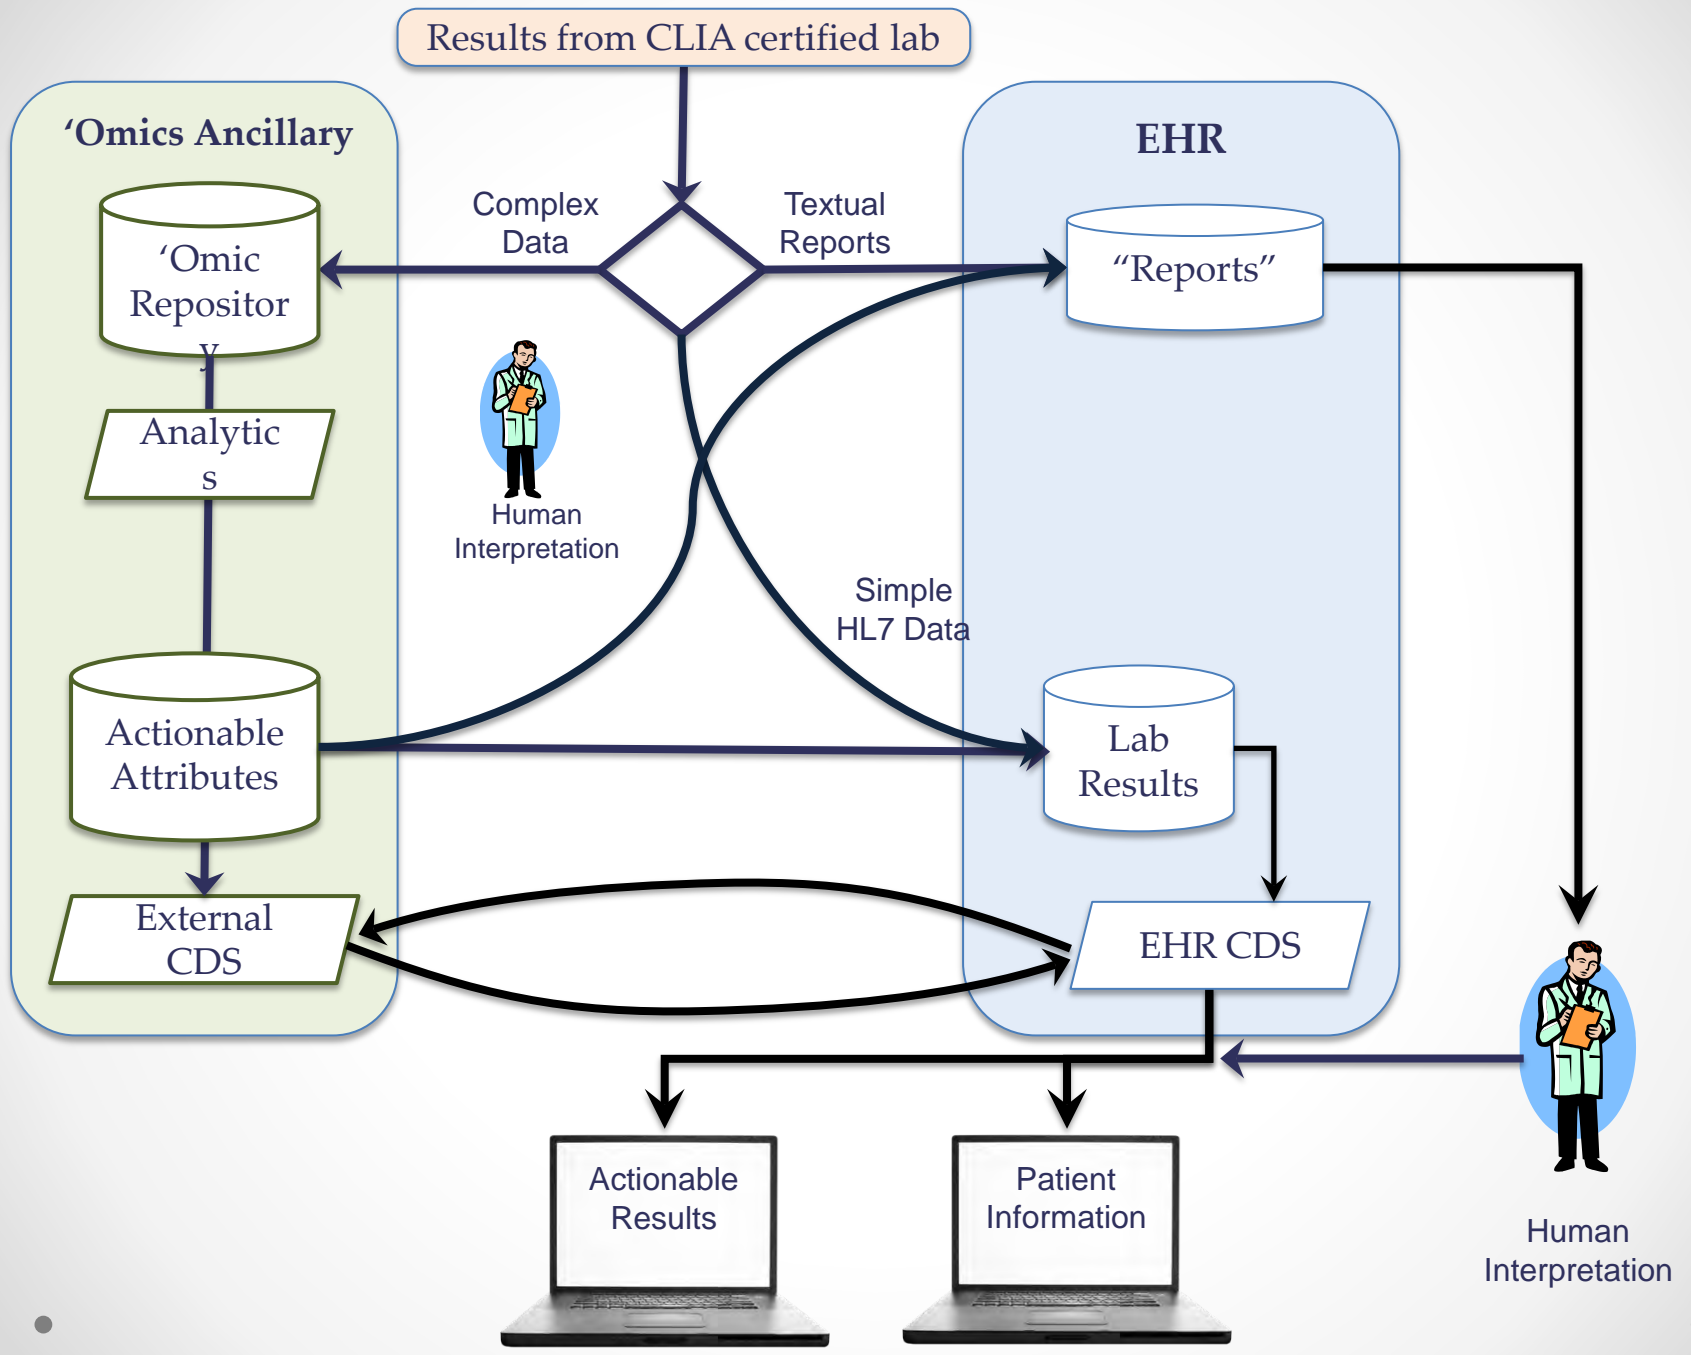 Results from CLIA certified lab
‘Omics Ancillary
EHR
Complex
Data
Textual
Reports
‘Omic
Repositor
y
“Reports”
Analytic
s
Human
Interpretation
Simple
HL7 Data
Actionable
Attributes
Lab
Results
External
CDS
EHR CDS
Actionable
Results
Patient
Information
Human
Interpretation